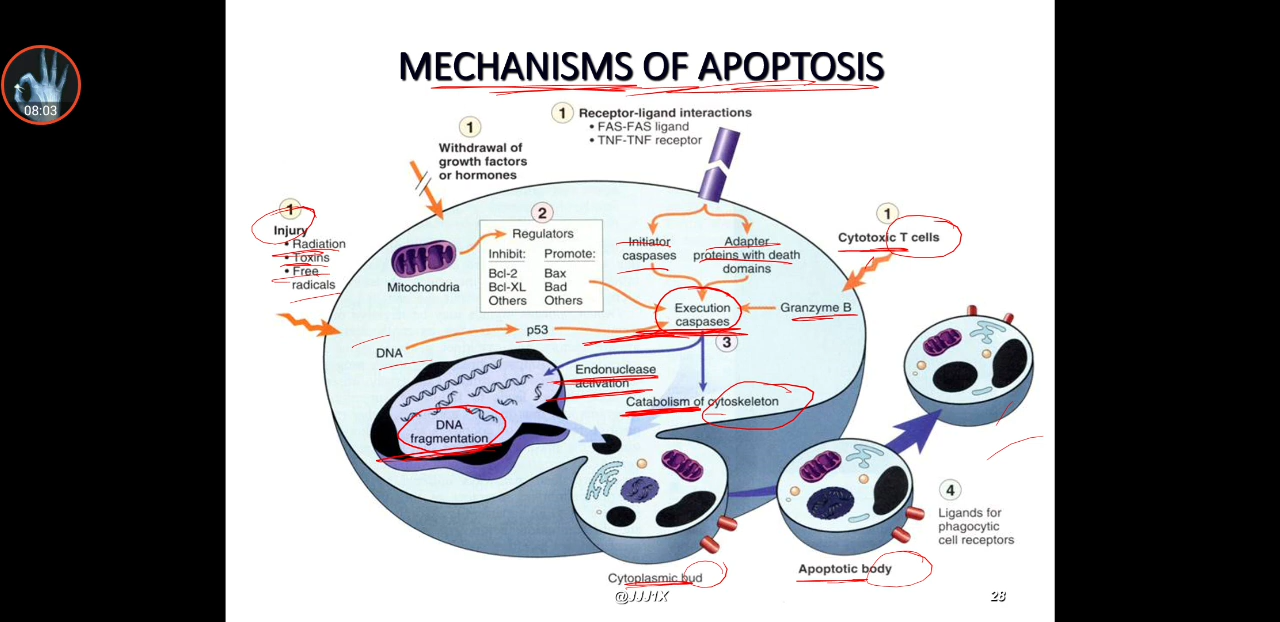 MECHANISMS OF APOPTOSIS
08:03
1
Receptor-ligand interactions
• FAS-FAS ligand
• TNF-TNF receptor
1
Withdrawal of
growth factors
or hormones
1
Injury
• Radiation
• Toxins
• Free
radicals
2
Regulators
Inhibit: Promote:
Bcl-2 Bax
Bcl-XL Bad
Others Others
Mitochondria
Initiator
caspases
Adapter
proteins with death
domains
1
Cytotoxic T cells
Execution
caspases
Granzyme B
3
p53
DNA
Endonuclease
activation
Catabolism of cytoskeleton
DNA
fragmentation
4
Ligands for
phagocytic
cell receptors
Cytoplasmic bud
Apoptotic body
@JJJ1X
28